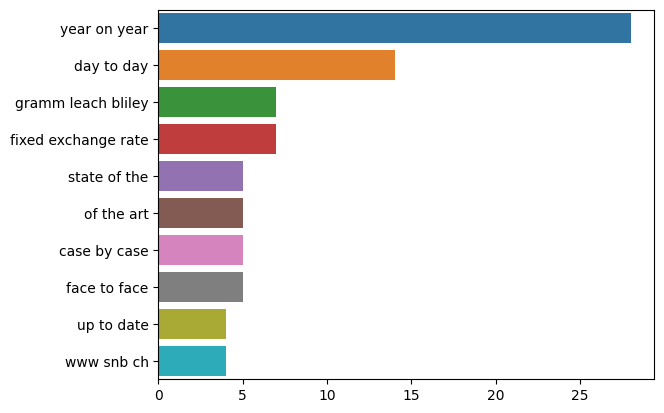 year on year
day to day
gramm leach bliley
fixed exchange rate
state of the
of the art
case by case
face to face
up to date
www snb ch
0 5 10 15 20 25